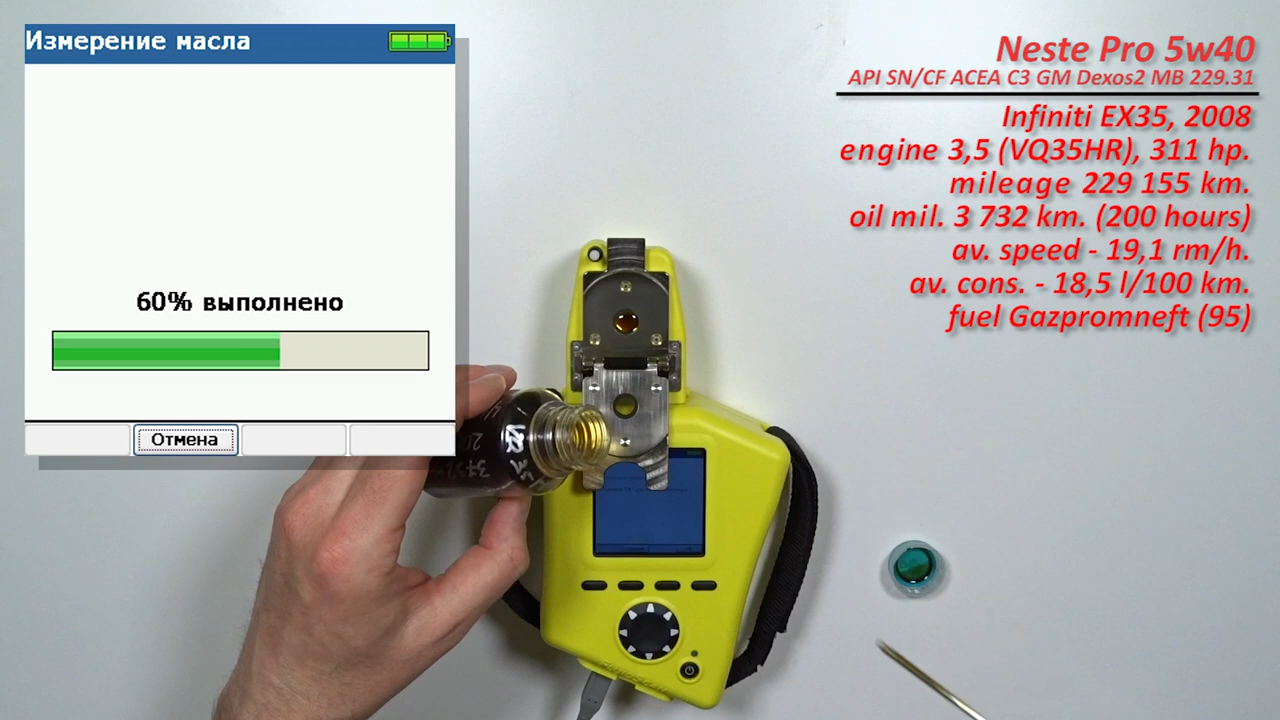 Измерение масла
60% выполнено
Отмена
Neste Pro 5w40
API SN/CF ACEA C3 GM Dexos2 MB 229.31
Infiniti EX35, 2008
engine 3,5 (VQ35HR), 311 hp.
mileage 229 155 km.
oil mil. 3 732 km. (200 hours)
av. speed - 19,1 rm/h.
av. cons. - 18,5 l/100 km.
fuel Gazpromneft (95)